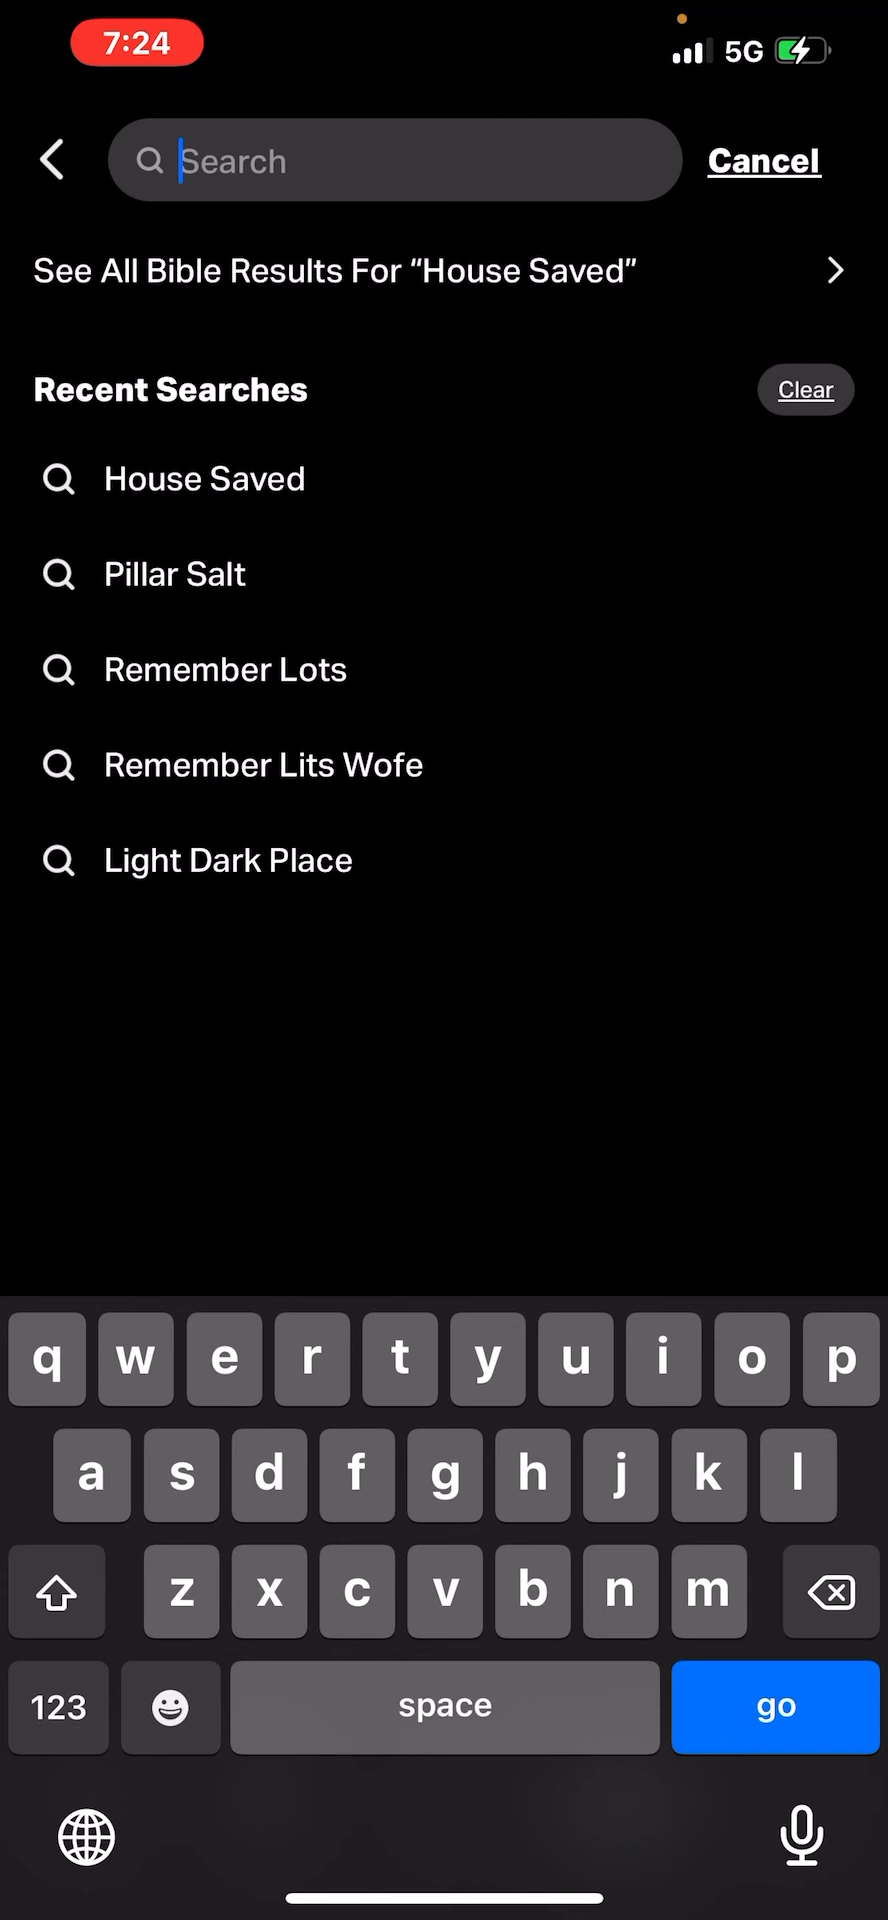 7:24
5G
Search
Cancel
See All Bible Results For “House Saved”
Recent Searches
Clear
House Saved
Pillar Salt
Remember Lots
Remember Lits Wofe
Light Dark Place
q w e r t y u i o p
a s d f g h j k l
z x c v b n m
123 space go